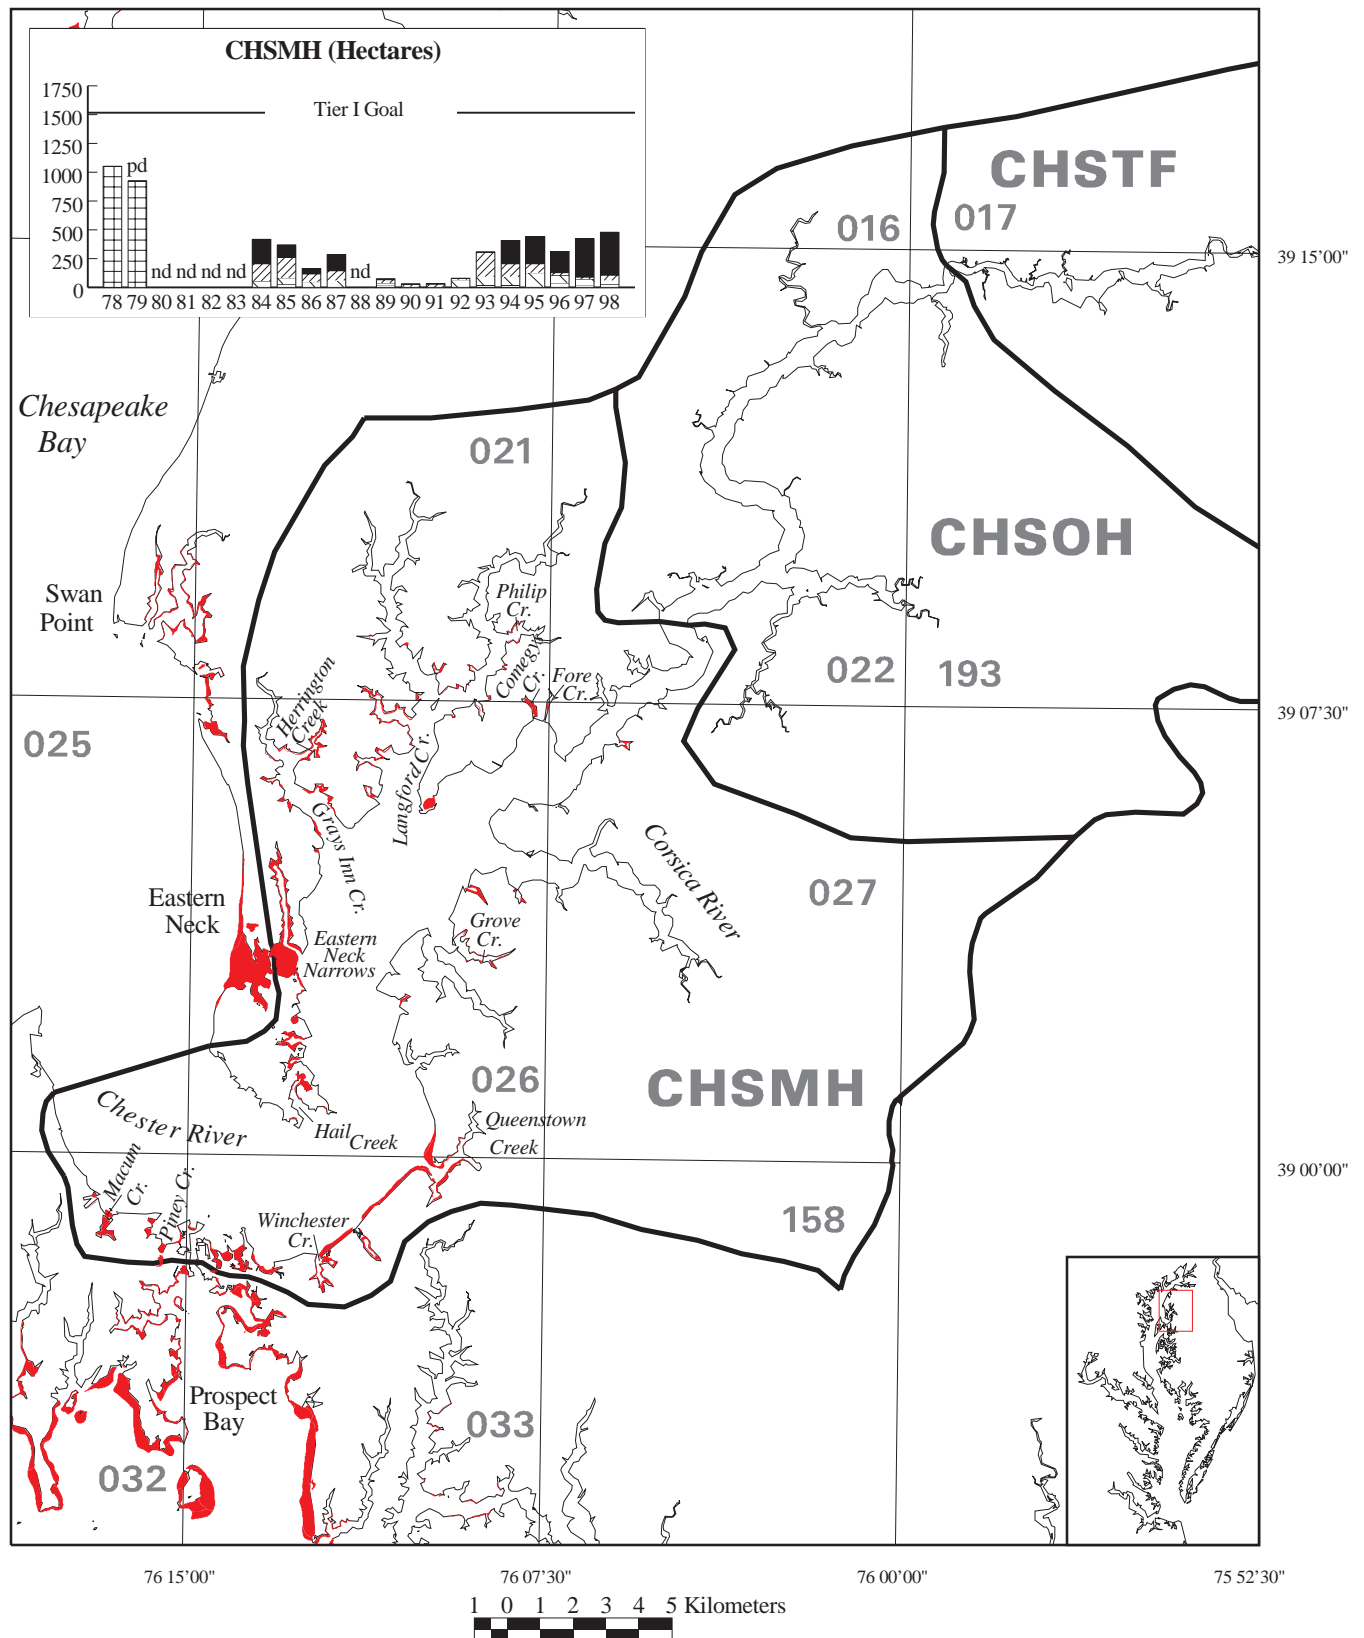 CHSMH (Hectares)
1750
1500
1250
1000
750
500
250
0
Tier I Goal
pd
nd nd nd nd
nd
78 79 80 81 82 83 84 85 86 87 88 89 90 91 92 93 94 95 96 97 98
CHSTF
016
017
39 15'00"
Chesapeake
Bay
021
CHSOH
Swan
Point
Philip
Cr.
Comegys
Cr.
Fore
Cr.
022
193
Herrington
Creek
39 07'30"
025
Langford Cr.
Grays Inn Cr.
Corsica River
027
Eastern
Neck
Grove
Cr.
Eastern
Neck
Narrows
026
CHSMH
Chester River
Hail
Creek
Queenstown
Creek
Macum
Cr.
Piney Cr.
39 00'00"
Winchester
Cr.
158
Prospect
Bay
033
032
76 15'00"
76 07'30"
76 00'00"
75 52'30"
1 0 1 2 3 4 5 Kilometers